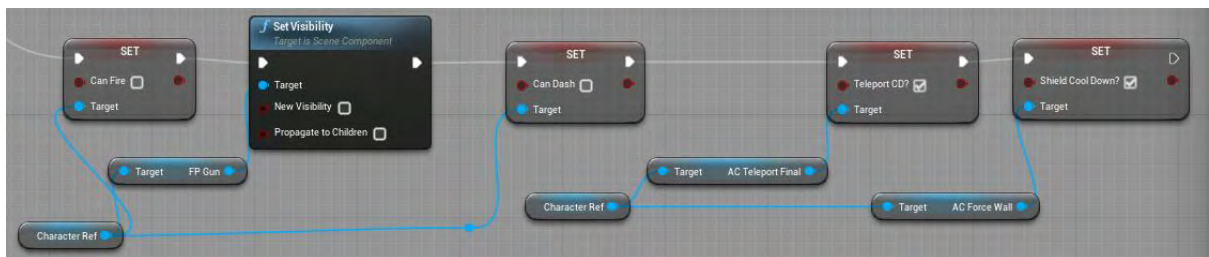 SET
Can Fire
Target
f Set Visibility
Target is Scene Component
Target
New Visibility
Propagate to Children
SET
Can Dash
Target
SET
Teleport CD?
Target
SET
Shield Cool Down?
Target
Target FP Gun
Target AC Teleport Final
Character Ref
Target AC Force Wall
Character Ref